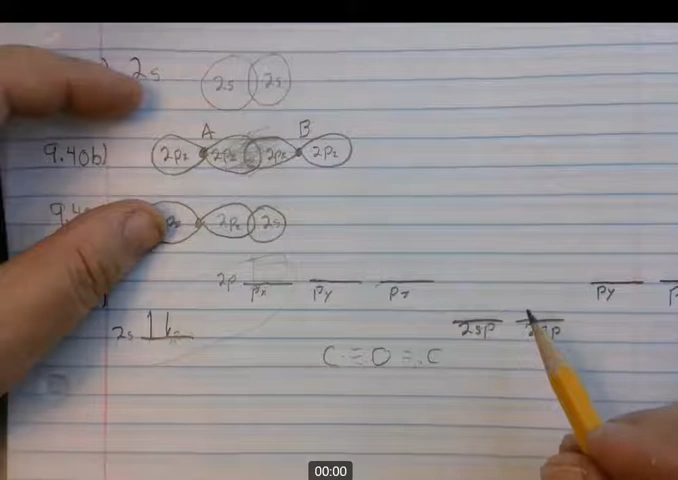 2s 2s 2s
A B
9.40b) 2pz 2pz 2pz 2pz
2pz 2s
2p px py pz py
2s 2sp
C O C
00:00